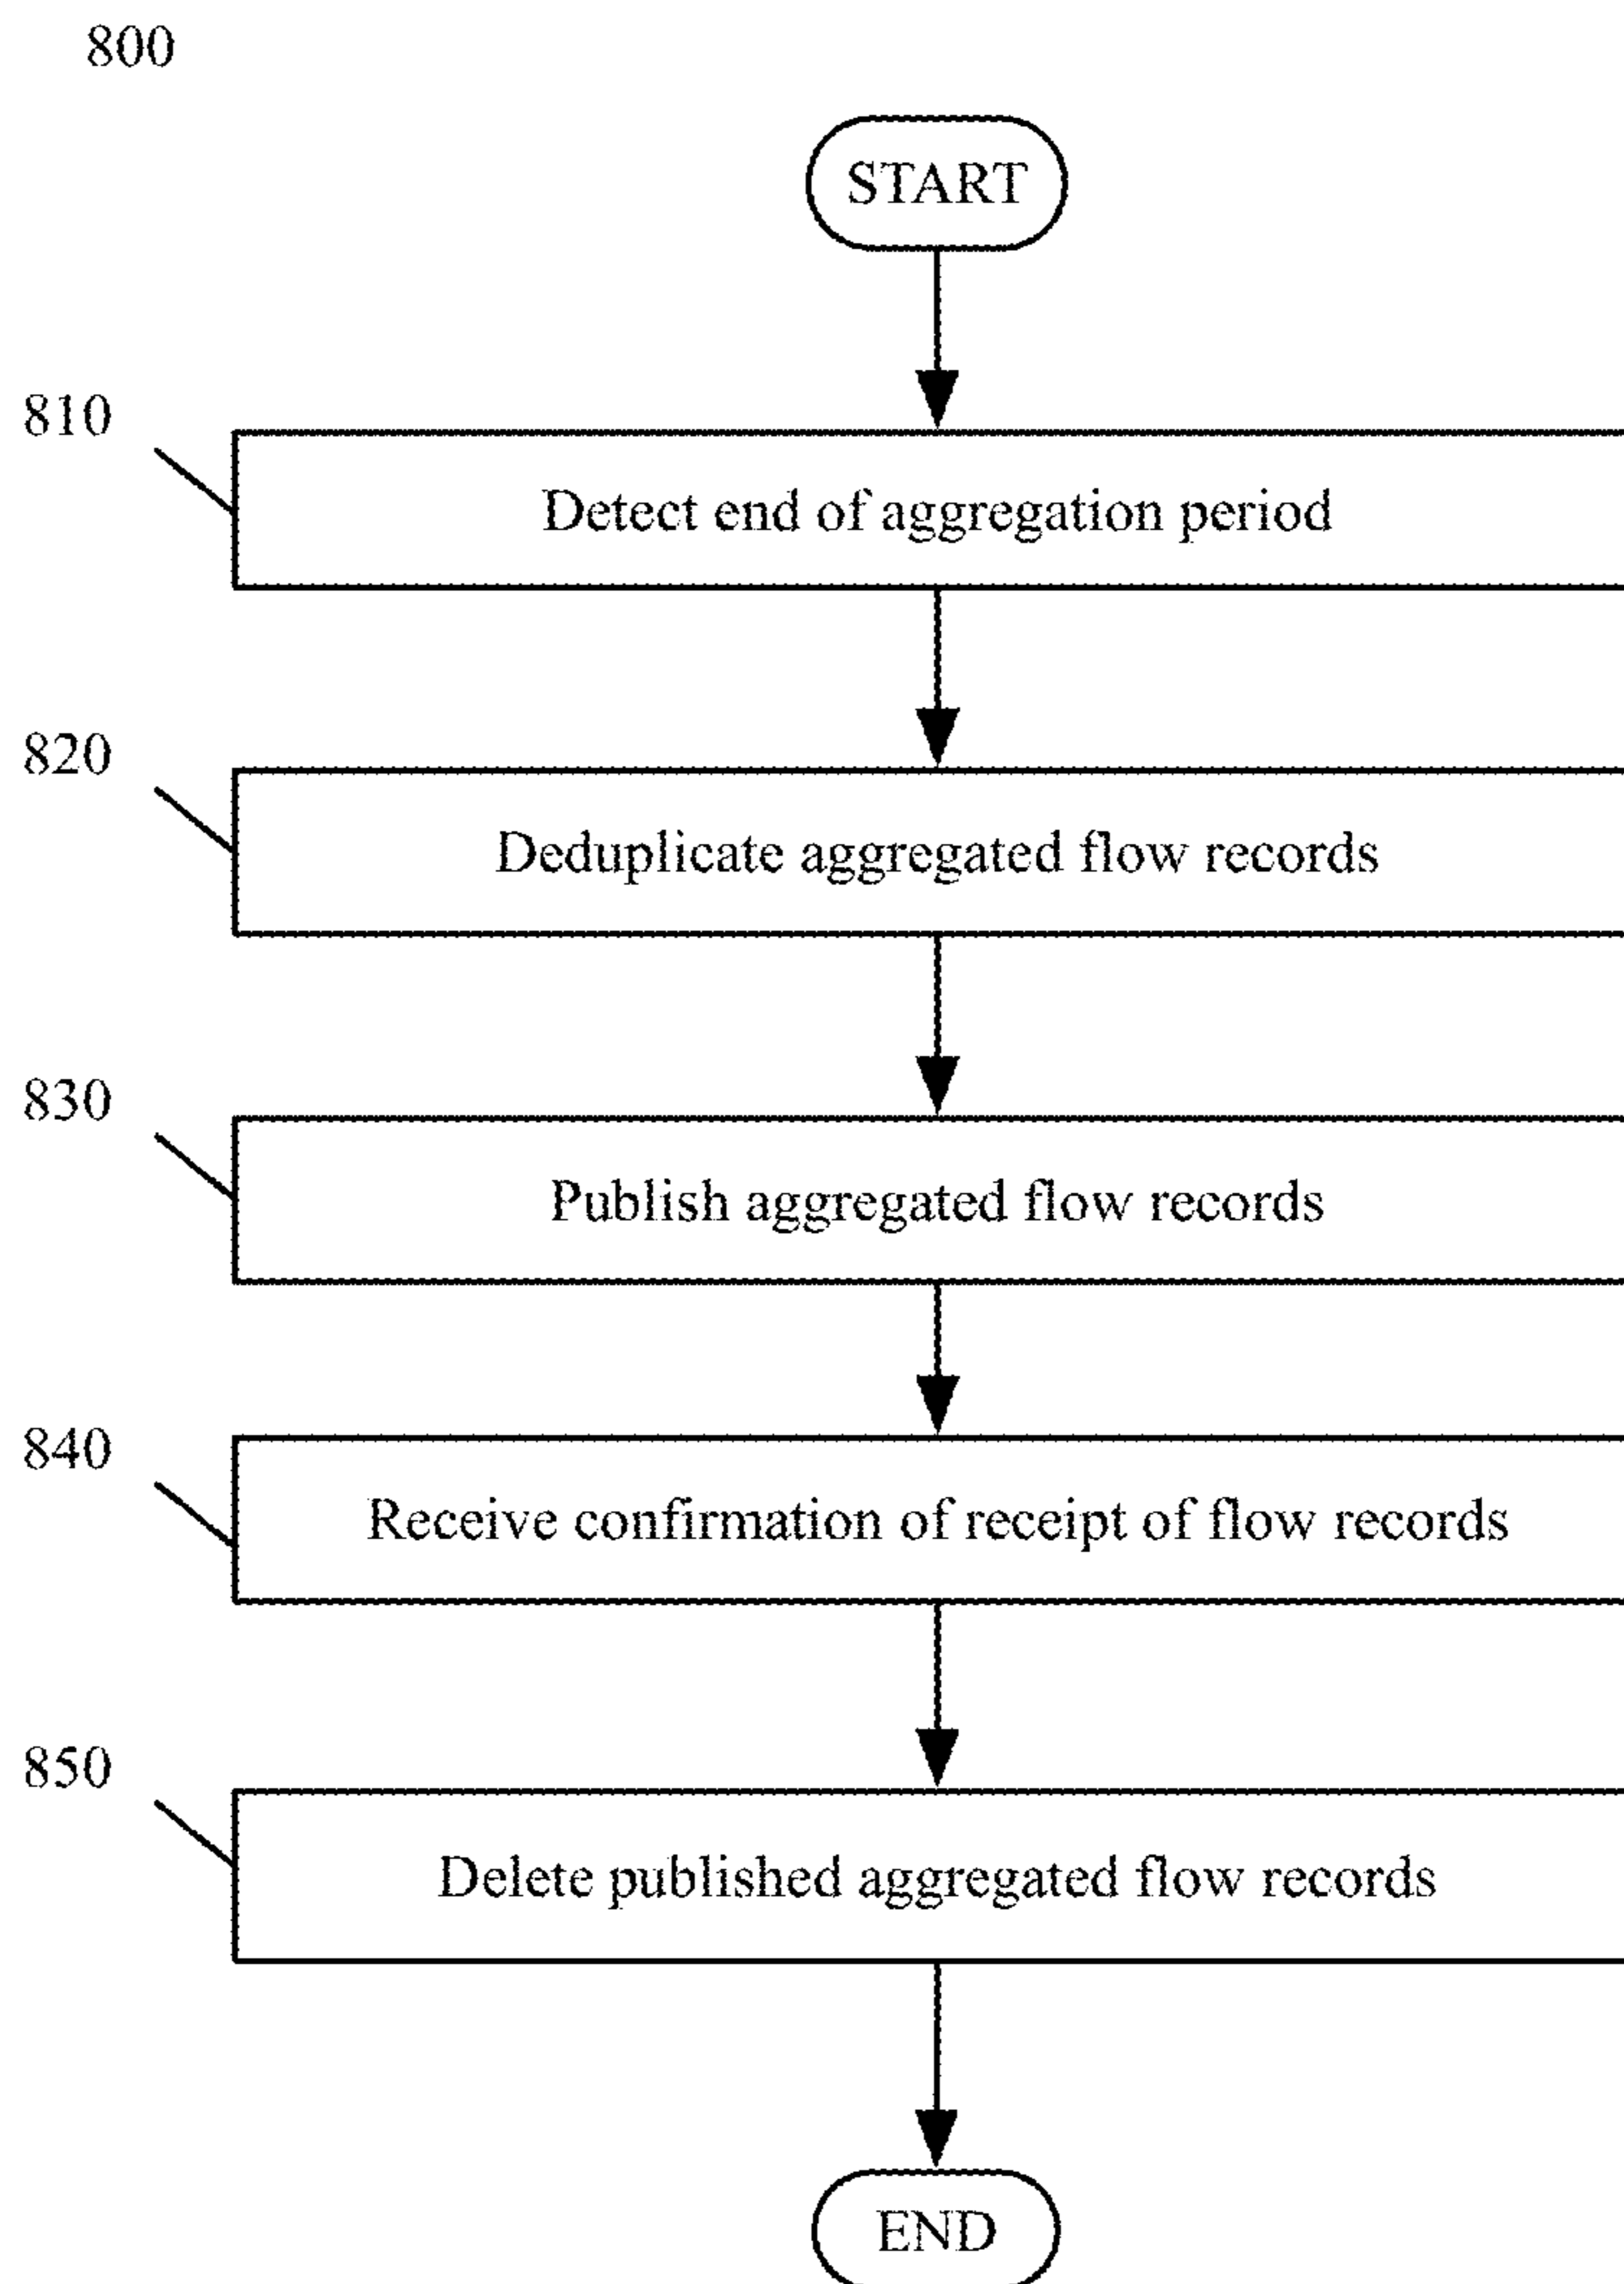 800
START
810
Detect end of aggregation period
820
Deduplicate aggregated flow records
830
Publish aggregated flow records
840
Receive confirmation of receipt of flow records
850
Delete published aggregated flow records
END